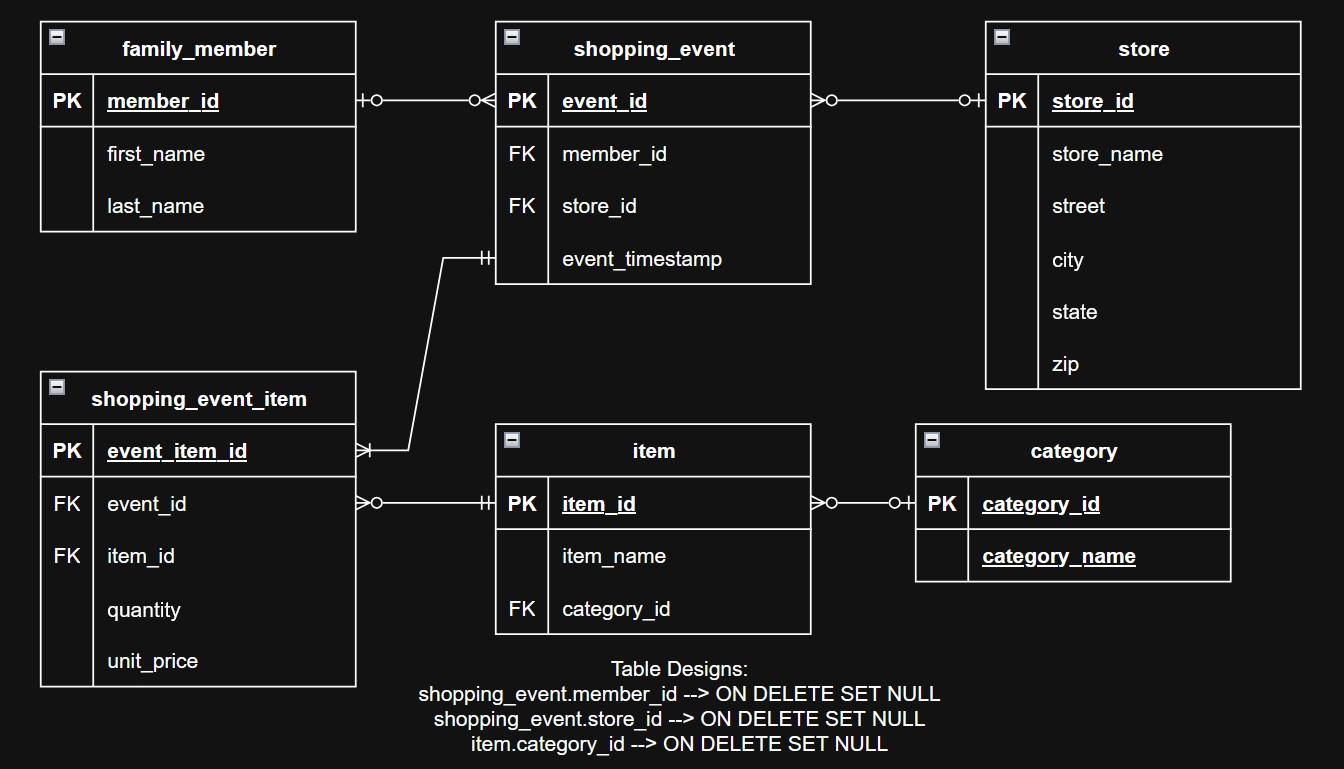 family_member
PK member_id
first_name
last_name
shopping_event
PK event_id
FK member_id
FK store_id
event_timestamp
store
PK store_id
store_name
street
city
state
zip
shopping_event_item
PK event_item_id
FK event_id
FK item_id
quantity
unit_price
item
PK item_id
item_name
FK category_id
category
PK category_id
category_name
Table Designs:
shopping_event.member_id --> ON DELETE SET NULL
shopping_event.store_id --> ON DELETE SET NULL
item.category_id --> ON DELETE SET NULL